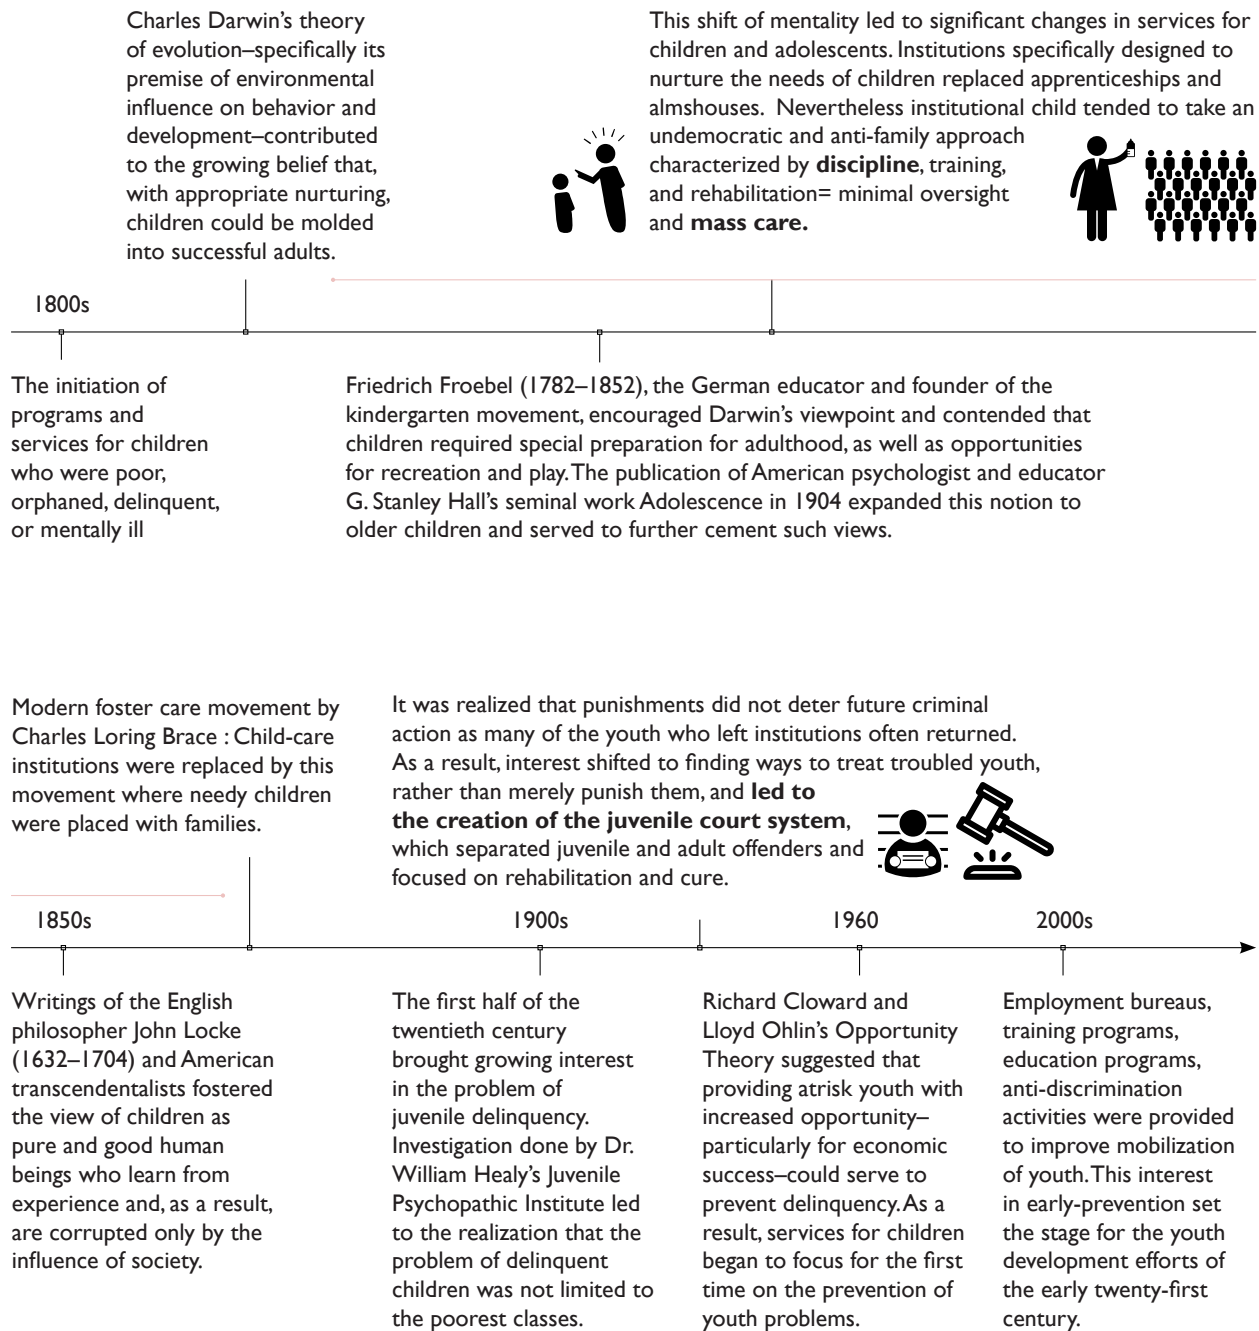 Charles Darwin's theory
of evolution–specifically its
premise of environmental
influence on behavior and
development–contributed
to the growing belief that,
with appropriate nurturing,
children could be molded
into successful adults.
This shift of mentality led to significant changes in services for
children and adolescents. Institutions specifically designed to
nurture the needs of children replaced apprenticeships and
almshouses. Nevertheless institutional child tended to take an
undemocratic and anti-family approach
characterized by discipline, training,
and rehabilitation= minimal oversight
and mass care.
1800s
The initiation of
programs and
services for children
who were poor,
orphaned, delinquent,
or mentally ill
Friedrich Froebel (1782–1852), the German educator and founder of the
kindergarten movement, encouraged Darwin's viewpoint and contended that
children required special preparation for adulthood, as well as opportunities
for recreation and play. The publication of American psychologist and educator
G. Stanley Hall's seminal work Adolescence in 1904 expanded this notion to
older children and served to further cement such views.
Modern foster care movement by
Charles Loring Brace : Child-care
institutions were replaced by this
movement where needy children
were placed with families.
It was realized that punishments did not deter future criminal
action as many of the youth who left institutions often returned.
As a result, interest shifted to finding ways to treat troubled youth,
rather than merely punish them, and led to
the creation of the juvenile court system,
which separated juvenile and adult offenders and
focused on rehabilitation and cure.
1850s
1900s
1960
2000s
Writings of the English
philosopher John Locke
(1632–1704) and American
transcendentalists fostered
the view of children as
pure and good human
beings who learn from
experience and, as a result,
are corrupted only by the
influence of society.
The first half of the
twentieth century
brought growing interest
in the problem of
juvenile delinquency.
Investigation done by Dr.
William Healy's Juvenile
Psychopathic Institute led
to the realization that the
problem of delinquent
children was not limited to
the poorest classes.
Richard Cloward and
Lloyd Ohlin's Opportunity
Theory suggested that
providing atrisk youth with
increased opportunity–
particularly for economic
success–could serve to
prevent delinquency. As a
result, services for children
began to focus for the first
time on the prevention of
youth problems.
Employment bureaus,
training programs,
education programs,
anti-discrimination
activities were provided
to improve mobilization
of youth. This interest
in early-prevention set
the stage for the youth
development efforts of
the early twenty-first
century.